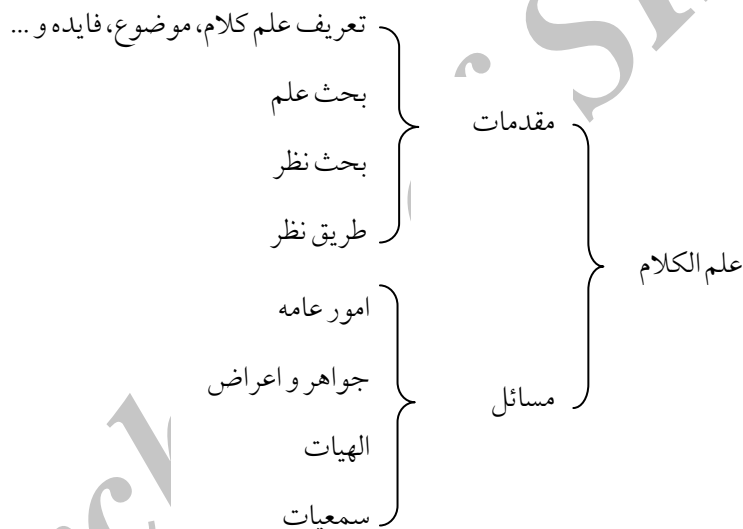 علم الکلام
مقدمات
تعریف علم کلام، موضوع، فایده و ...
بحث علم
بحث نظر
طریق نظر
مسائل
امور عامه
جواهر و اعراض
الهیات
سمعیات